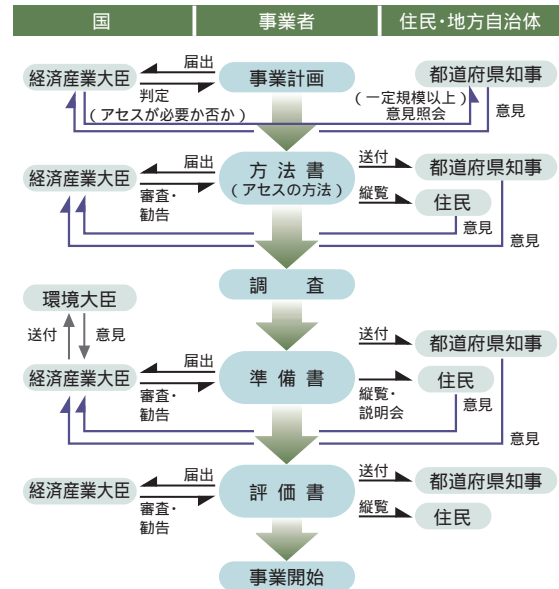 国
事業者
住民・地方自治体
経済産業大臣
届出
判定
(アセスが必要か否か)
事業計画
(一定規模以上)
意見照会
都道府県知事
意見
経済産業大臣
届出
審査・
勧告
方法書
(アセスの方法)
送付
縦覧
都道府県知事
住民
意見
意見
調査
環境大臣
送付
意見
経済産業大臣
届出
審査・
勧告
準備書
送付
縦覧・
説明会
都道府県知事
住民
意見
意見
経済産業大臣
届出
審査・
勧告
評価書
送付
縦覧
都道府県知事
住民
事業開始